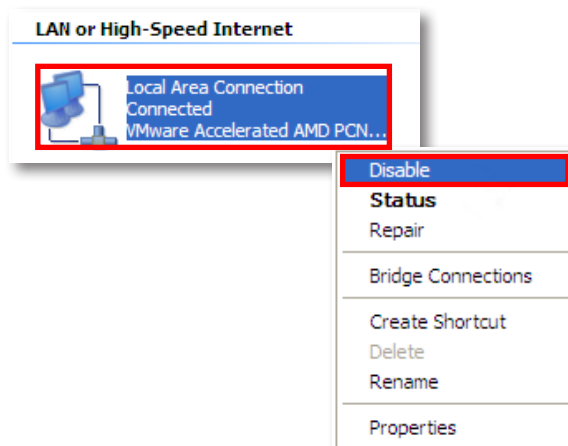 LAN or High-Speed Internet
Local Area Connection
Connected
VMware Accelerated AMD PCN...
Disable
Status
Repair
Bridge Connections
Create Shortcut
Delete
Rename
Properties